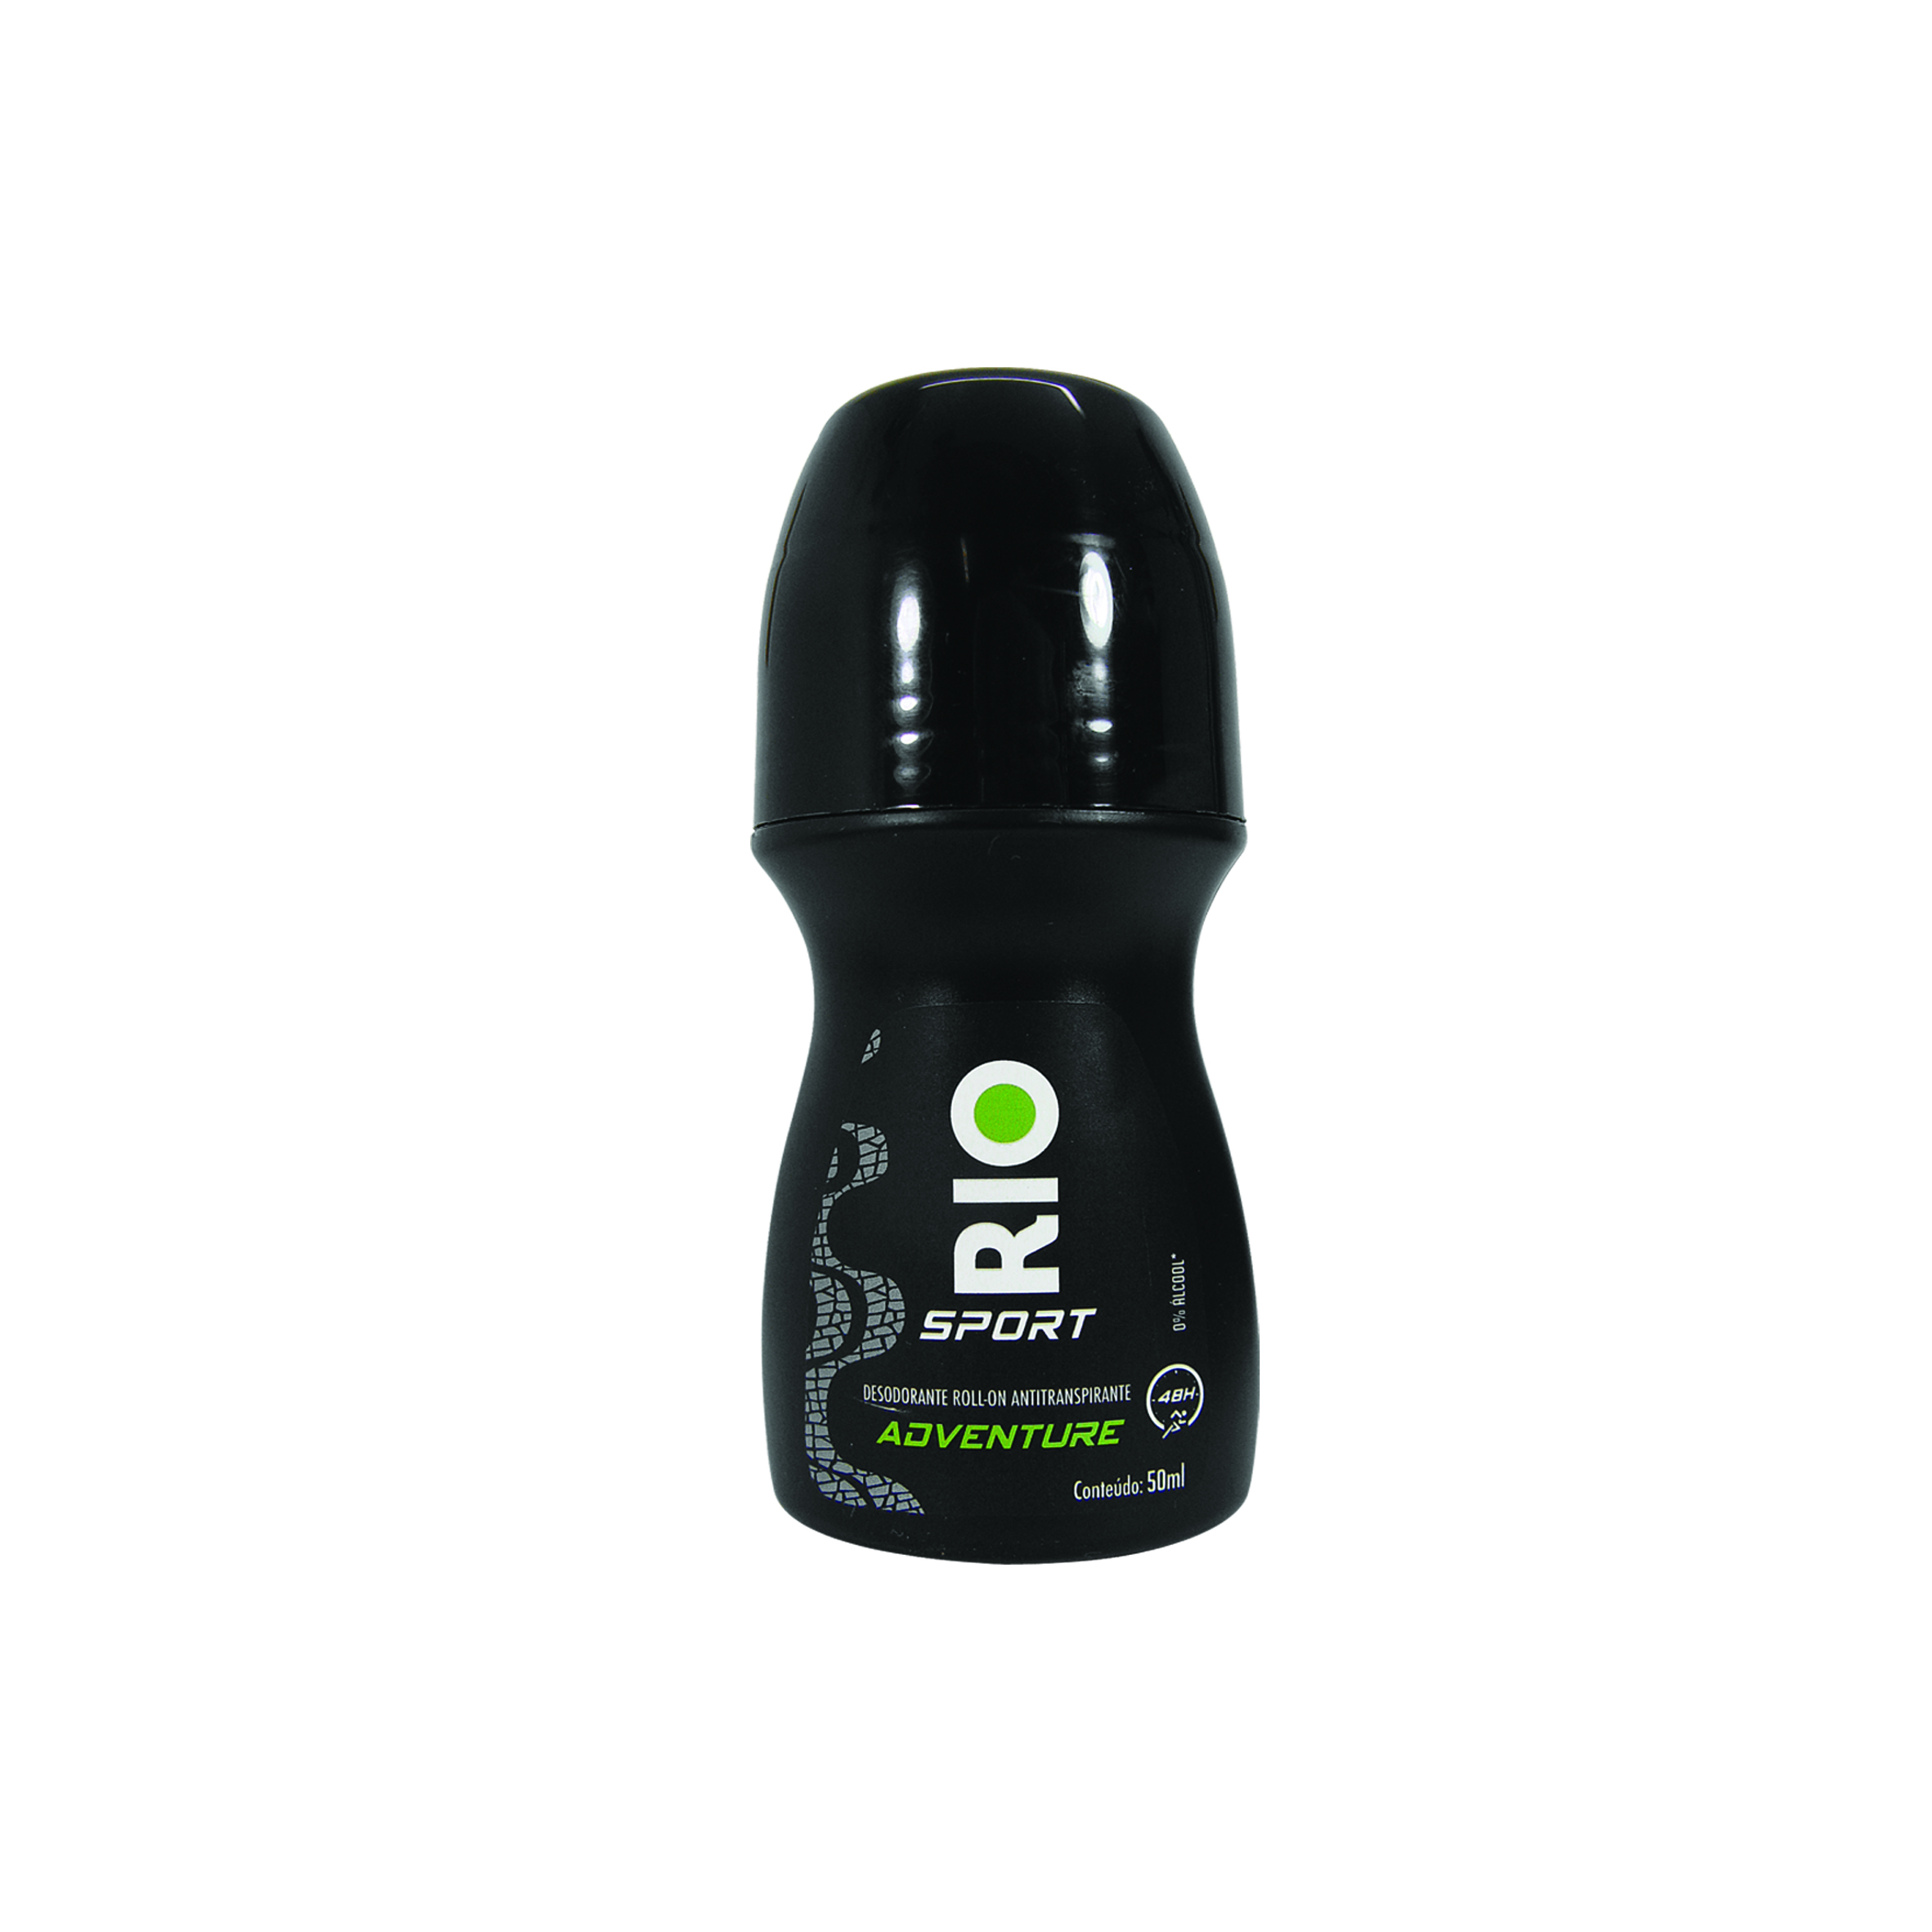 RIO
SPORT
0% ÁLCOOL*
DESODORANTE ROLL-ON ANTITRANSPIRANTE
48H
ADVENTURE
Conteúdo: 50ml